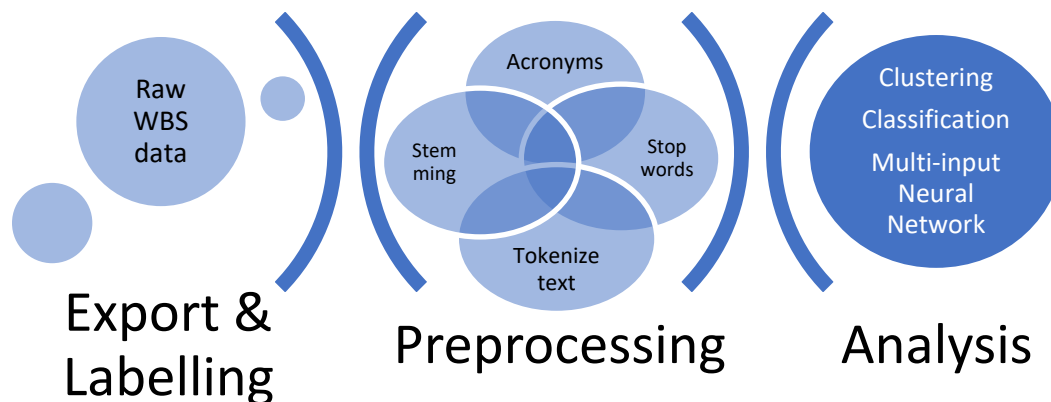 Raw
WBS
data
Export &
Labelling
Acronyms
Stem
ming
Stop
words
Tokenize
text
Preprocessing
Clustering
Classification
Multi-input
Neural
Network
Analysis